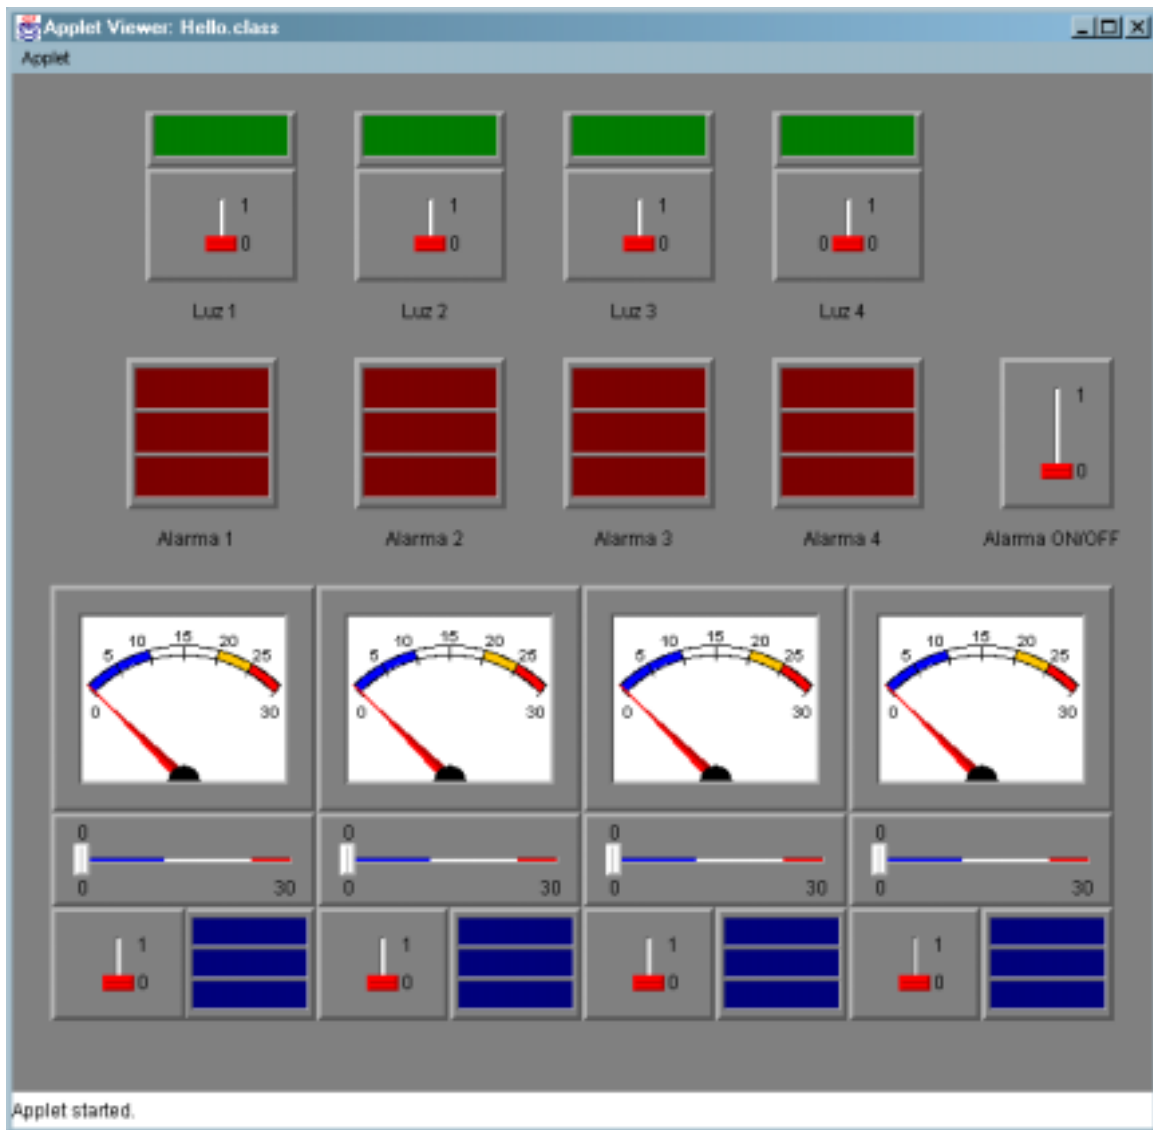 Applet Viewer: Hello.class
Applet
1 1 1 1
0 0 0 0 0
Luz 1 Luz 2 Luz 3 Luz 4
1
0
Alarma 1 Alarma 2 Alarma 3 Alarma 4 Alarma ON/OFF
0 5 10 15 20 25 30 0 5 10 15 20 25 30 0 5 10 15 20 25 30 0 5 10 15 20 25 30
0 0 0 0
0 30 0 30 0 30 0 30
1 1 1 1
0 0 0 0
Applet started.